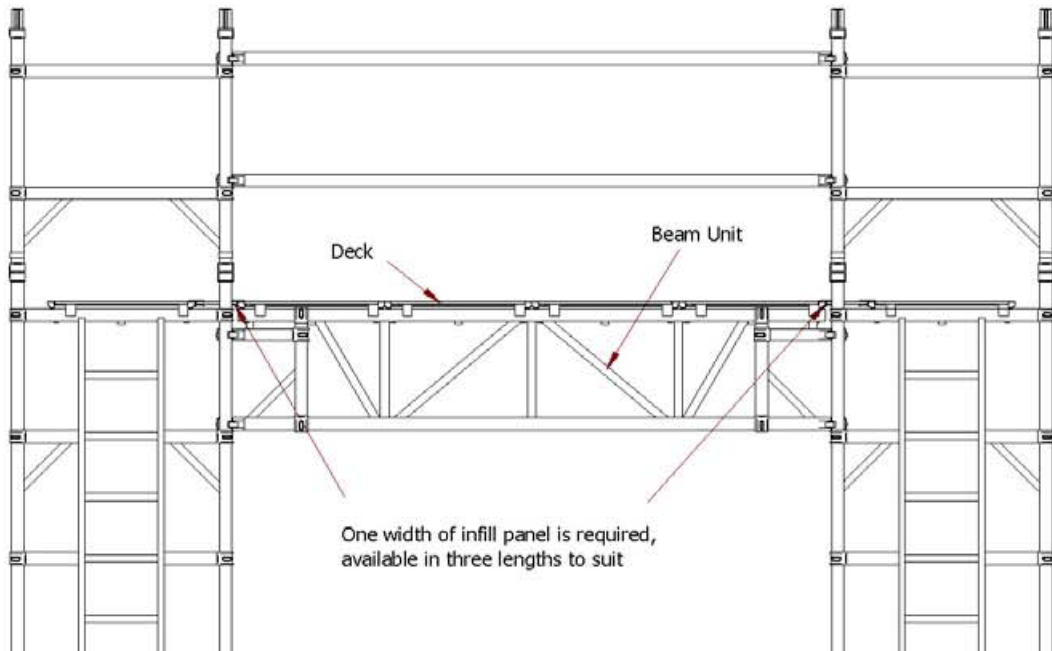 Beam Unit
Deck
One width of infill panel is required,
available in three lengths to suit